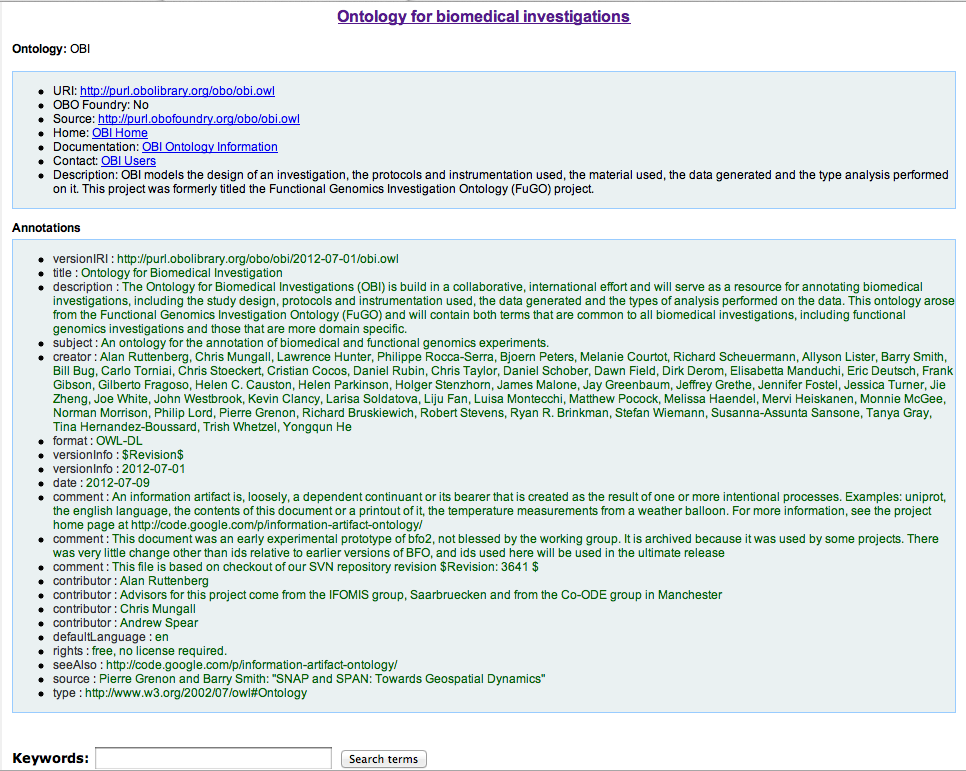 Ontology for biomedical investigations
Ontology: OBI
URI: http://purl.obolibrary.org/obo/obi.owl
OBO Foundry: No
Source: http://purl.obofoundry.org/obo/obi.owl
Home: OBI Home
Documentation: OBI Ontology Information
Contact: OBI Users
Description: OBI models the design of an investigation, the protocols and instrumentation used, the material used, the data generated and the type analysis performed
on it. This project was formerly titled the Functional Genomics Investigation Ontology (FuGO) project.
Annotations
versionIRI : http://purl.obolibrary.org/obo/obi/2012-07-01/obi.owl
title : Ontology for Biomedical Investigation
description : The Ontology for Biomedical Investigations (OBI) is build in a collaborative, international effort and will serve as a resource for annotating biomedical
investigations, including the study design, protocols and instrumentation used, the data generated and the types of analysis performed on the data. This ontology arose
from the Functional Genomics Investigation Ontology (FuGO) and will contain both terms that are common to all biomedical investigations, including functional
genomics investigations and those that are more domain specific.
subject : An ontology for the annotation of biomedical and functional genomics experiments.
creator : Alan Ruttenberg, Chris Mungall, Lawrence Hunter, Philippe Rocca-Serra, Bjoern Peters, Melanie Courtot, Richard Scheuermann, Allyson Lister, Barry Smith,
Bill Bug, Carlo Torniai, Chris Stoeckert, Cristian Cocos, Daniel Rubin, Chris Taylor, Daniel Schober, Dawn Field, Dirk Derom, Elisabetta Manduchi, Eric Deutsch, Frank
Gibson, Gilberto Fragoso, Helen C. Causton, Helen Parkinson, Holger Stenzhorn, James Malone, Jay Greenbaum, Jeffrey Grethe, Jennifer Fostel, Jessica Turner, Jie
Zheng, Joe White, John Westbrook, Kevin Clancy, Larisa Soldatova, Liju Fan, Luisa Montecchi, Matthew Pocock, Melissa Haendel, Mervi Heiskanen, Monnie McGee,
Norman Morrison, Philip Lord, Pierre Grenon, Richard Bruskiewich, Robert Stevens, Ryan R. Brinkman, Stefan Wiemann, Susanna-Assunta Sansone, Tanya Gray,
Tina Hernandez-Boussard, Trish Whetzel, Yongqun He
format : OWL-DL
versionInfo : $Revision$
versionInfo : 2012-07-01
date : 2012-07-09
comment : An information artifact is, loosely, a dependent continuant or its bearer that is created as the result of one or more intentional processes. Examples: uniprot,
the english language, the contents of this document or a printout of it, the temperature measurements from a weather balloon. For more information, see the project
home page at http://code.google.com/p/information-artifact-ontology/
comment : This document was an early experimental prototype of bfo2, not blessed by the working group. It is archived because it was used by some projects. There
was very little change other than ids relative to earlier versions of BFO, and ids used here will be used in the ultimate release
comment : This file is based on checkout of our SVN repository revision $Revision: 3641 $
contributor : Alan Ruttenberg
contributor : Advisors for this project come from the IFOMIS group, Saarbruecken and from the Co-ODE group in Manchester
contributor : Chris Mungall
contributor : Andrew Spear
defaultLanguage : en
rights : free, no license required.
seeAlso : http://code.google.com/p/information-artifact-ontology/
source : Pierre Grenon and Barry Smith: "SNAP and SPAN: Towards Geospatial Dynamics"
type : http://www.w3.org/2002/07/owl#Ontology
Keywords: Search terms